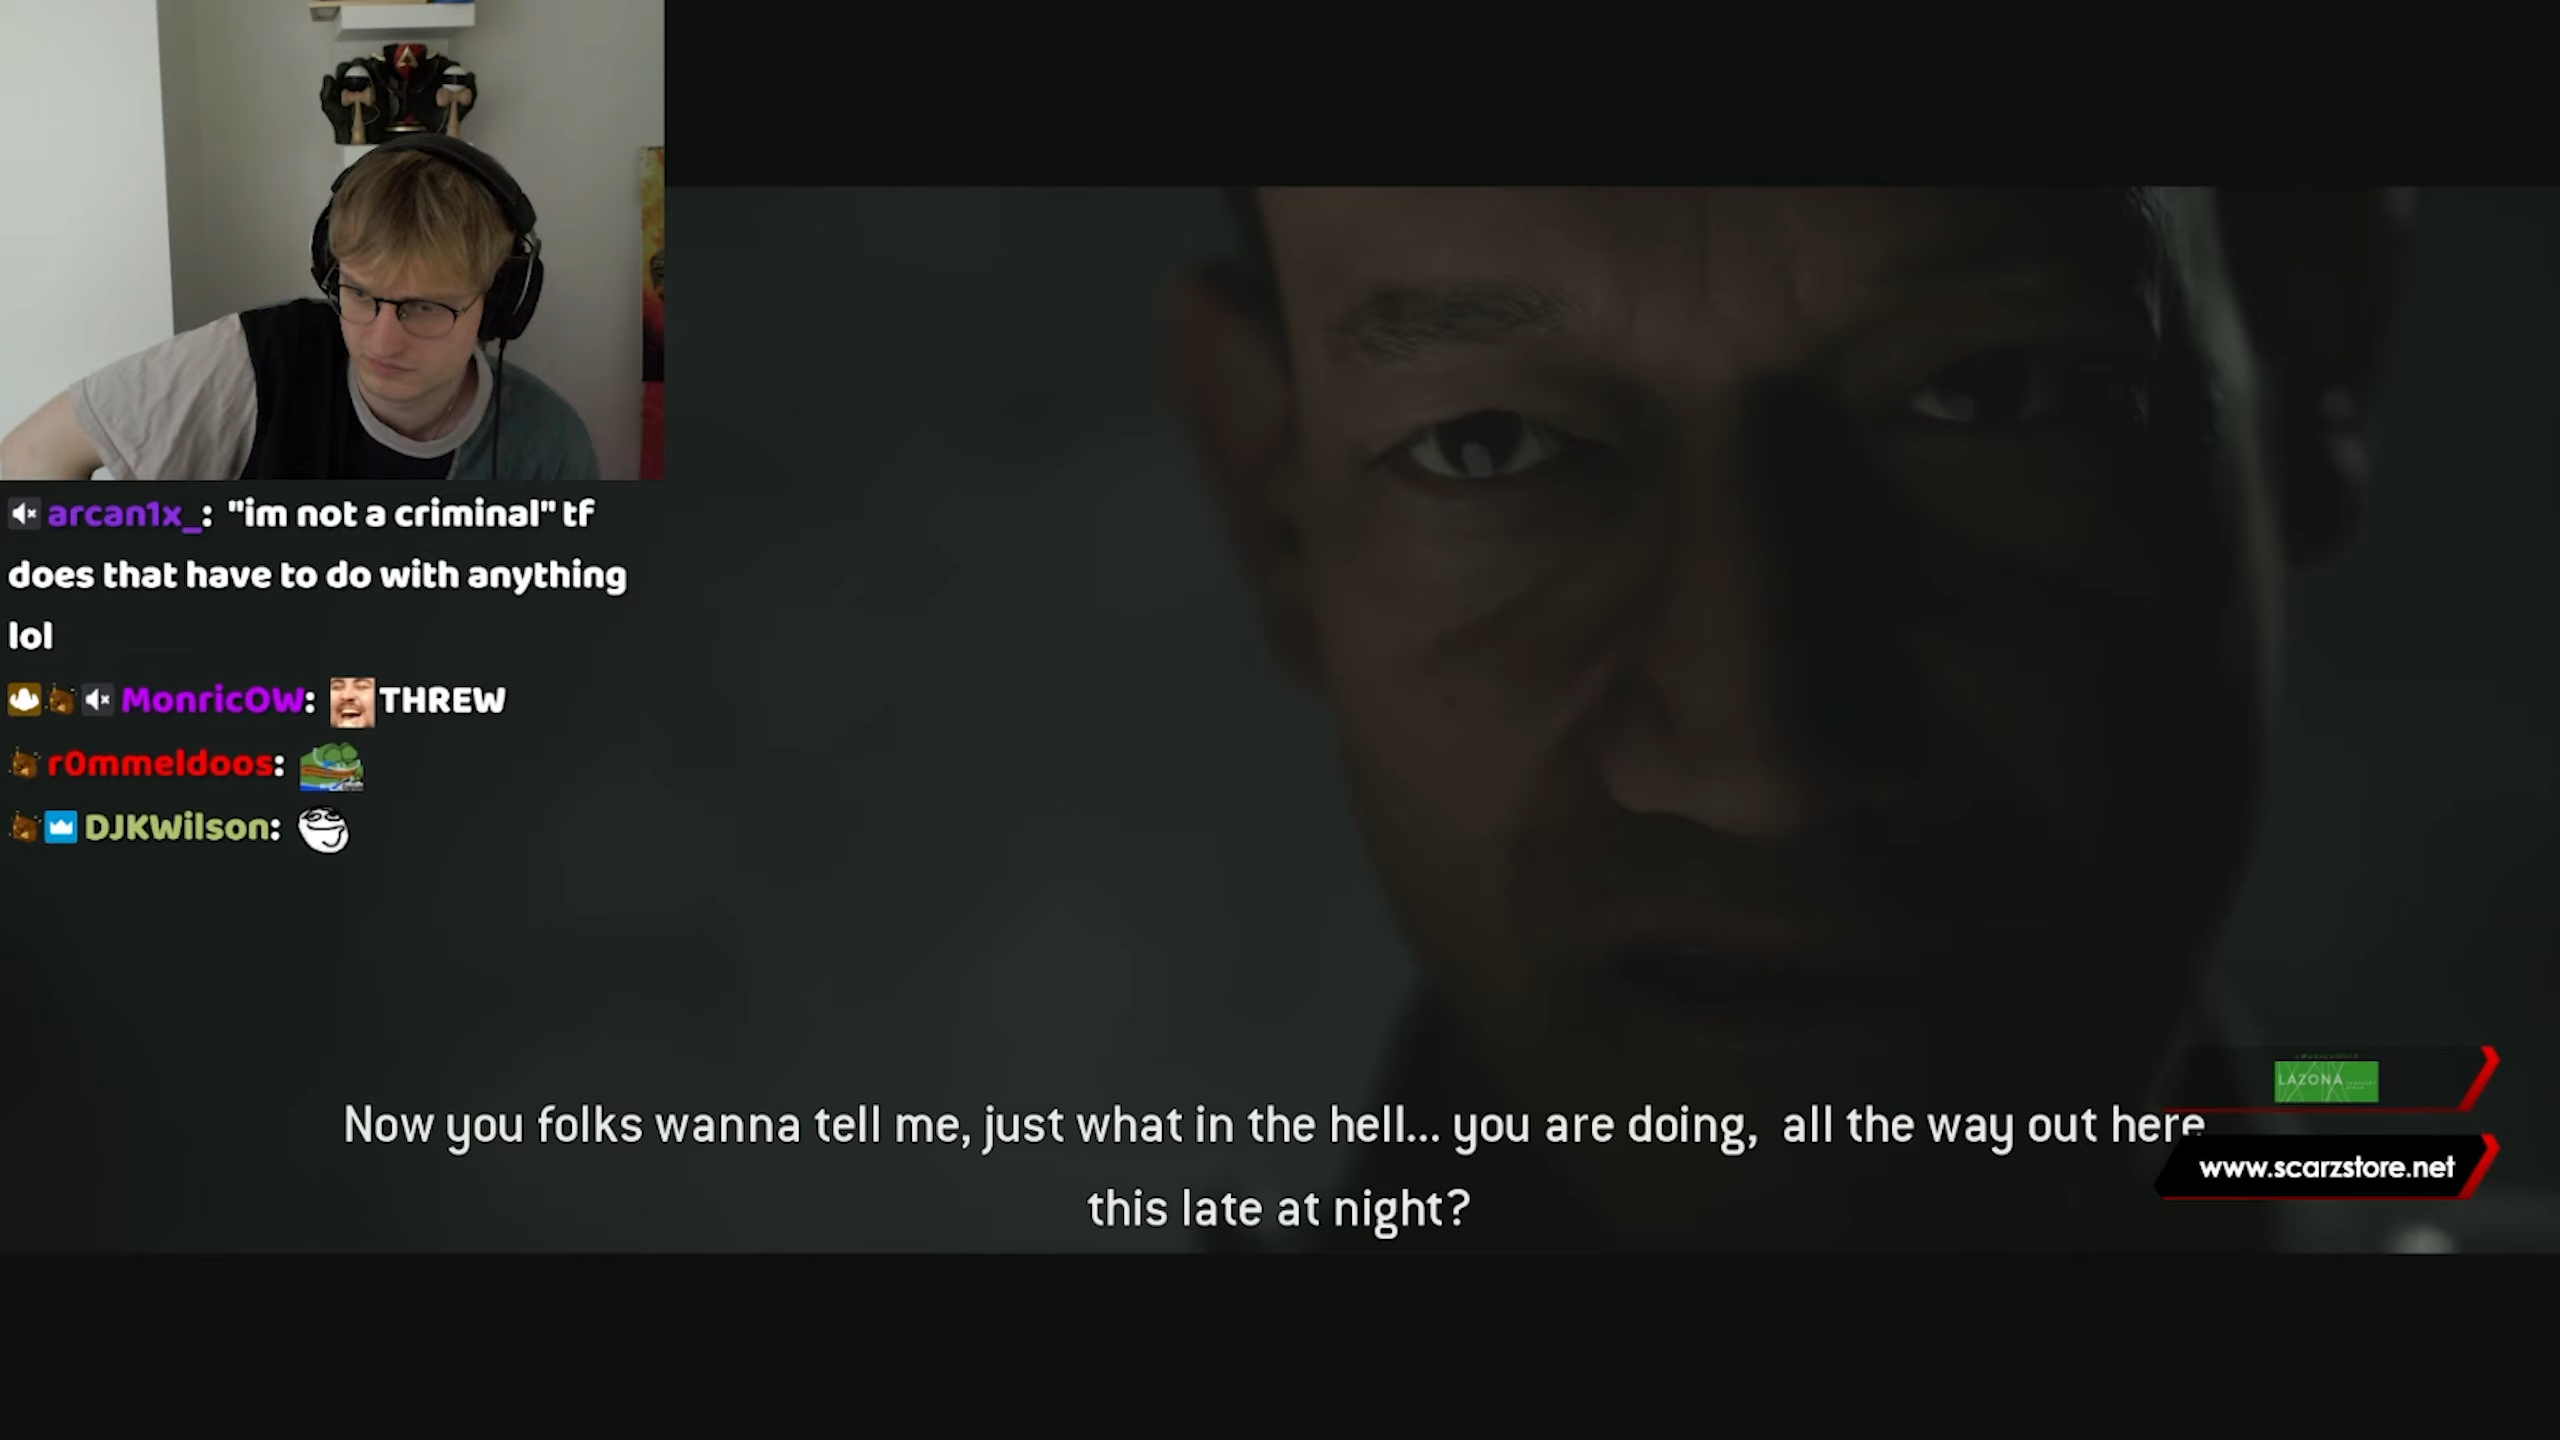 arcan1x_: "im not a criminal" tf
does that have to do with anything
lol
MonricOW: THREW
r0mmeldoos:
DJKWilson:
LAZONA
Now you folks wanna tell me, just what in the hell... you are doing, all the way out here
www.scarzstore.net
this late at night?